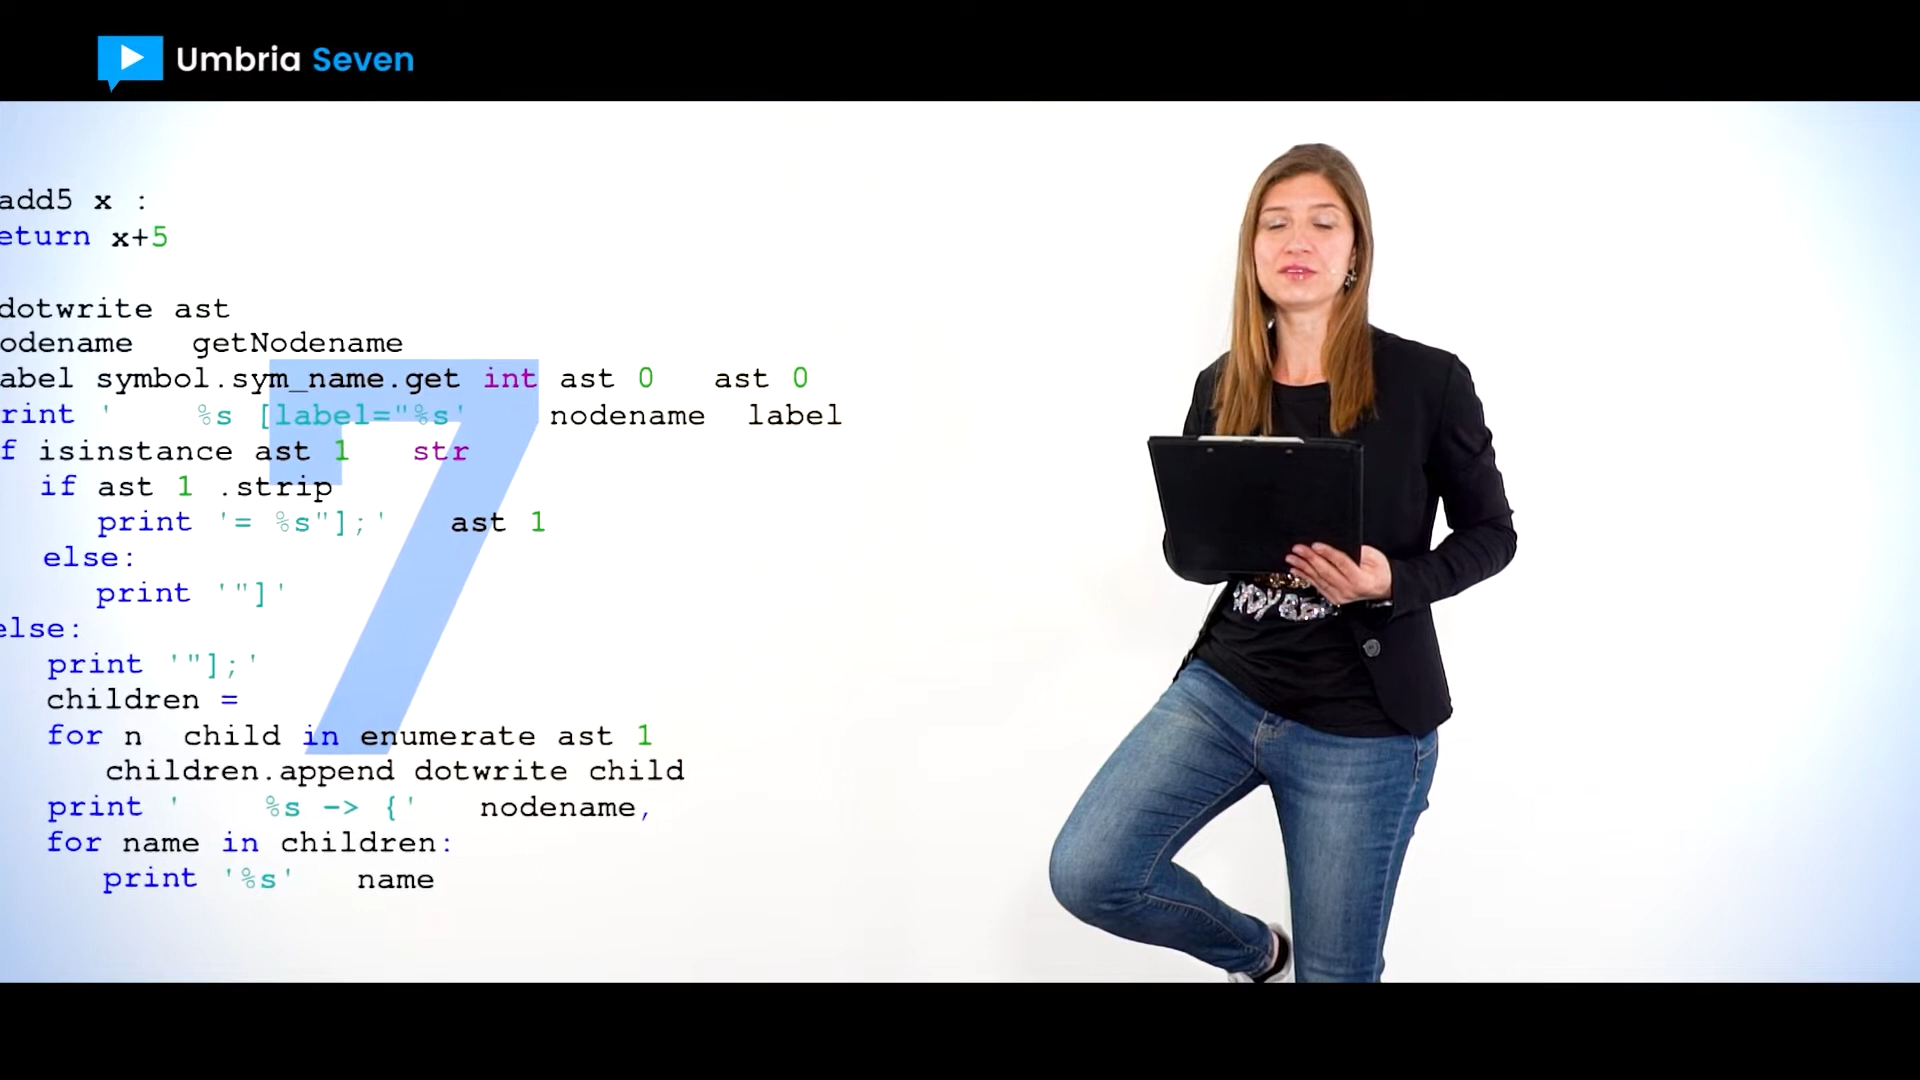 Umbria Seven
add5 x :
eturn x+5
dotwrite ast
odename getNodename
abel symbol.sym_name.get int ast 0 ast 0
rint ' %s [label="%s' nodename label
f isinstance ast 1 str
if ast 1 .strip
print '= %s"];' ast 1
else:
print '"]'
else:
print '"];'
children =
for n child in enumerate ast 1
children.append dotwrite child
print ' %s -> {' nodename,
for name in children:
print '%s' name
7